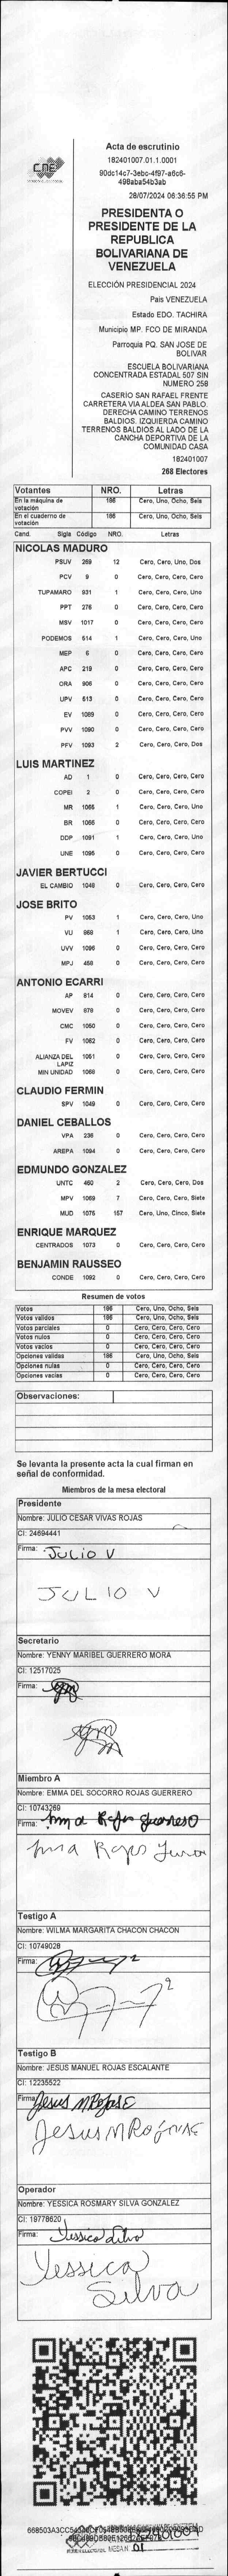 CNE
Acta de escrutinio
182401007.01.1.0001
90dc14c7-3ebc-4f97-a6c6-
498aba54b3ab
28/07/2024 06:36:55 PM
PRESIDENTA O
PRESIDENTE DE LA
REPUBLICA
BOLIVARIANA DE
VENEZUELA
ELECCIÓN PRESIDENCIAL 2024
Pais VENEZUELA
Estado EDO. TACHIRA
Municipio MP. FCO DE MIRANDA
Parroquia PQ. SAN JOSE DE
BOLIVAR
ESCUELA BOLIVARIANA
CONCENTRADA ESTADAL 507 SIN
NUMERO 258
CASERIO SAN RAFAEL FRENTE
CARRETERA VIA ALDEA SAN PABLO.
DERECHA CAMINO TERRENOS
BALDIOS. IZQUIERDA CAMINO
TERRENOS BALDIOS AL LADO DE LA
CANCHA DEPORTIVA DE LA
COMUNIDAD CASA
182401007
268 Electores
Votantes NRO. Letras
En la máquina de votación 186 Cero, Uno, Ocho, Seis
En el cuaderno de votación 186 Cero, Uno, Ocho, Seis
Cand. Sigla Código NRO. Letras
NICOLAS MADURO
PSUV 269 12 Cero, Cero, Uno, Dos
PCV 9 0 Cero, Cero, Cero, Cero
TUPAMARO 931 1 Cero, Cero, Cero, Uno
PPT 276 0 Cero, Cero, Cero, Cero
MSV 1017 0 Cero, Cero, Cero, Cero
PODEMOS 514 1 Cero, Cero, Cero, Uno
MEP 6 0 Cero, Cero, Cero, Cero
APC 219 0 Cero, Cero, Cero, Cero
ORA 906 0 Cero, Cero, Cero, Cero
UPV 513 0 Cero, Cero, Cero, Cero
EV 1089 0 Cero, Cero, Cero, Cero
PVV 1090 0 Cero, Cero, Cero, Cero
PFV 1093 2 Cero, Cero, Cero, Dos
LUIS MARTINEZ
AD 1 0 Cero, Cero, Cero, Cero
COPEI 2 0 Cero, Cero, Cero, Cero
MR 1065 1 Cero, Cero, Cero, Uno
BR 1066 0 Cero, Cero, Cero, Cero
DDP 1091 1 Cero, Cero, Cero, Uno
UNE 1095 0 Cero, Cero, Cero, Cero
JAVIER BERTUCCI
EL CAMBIO 1048 0 Cero, Cero, Cero, Cero
JOSE BRITO
PV 1053 1 Cero, Cero, Cero, Uno
VU 968 1 Cero, Cero, Cero, Uno
UVV 1096 0 Cero, Cero, Cero, Cero
MPJ 458 0 Cero, Cero, Cero, Cero
ANTONIO ECARRI
AP 814 0 Cero, Cero, Cero, Cero
MOVEV 978 0 Cero, Cero, Cero, Cero
CMC 1050 0 Cero, Cero, Cero, Cero
FV 1082 0 Cero, Cero, Cero, Cero
ALIANZA DEL LAPIZ 1051 0 Cero, Cero, Cero, Cero
MIN UNIDAD 1068 0 Cero, Cero, Cero, Cero
CLAUDIO FERMIN
SPV 1049 0 Cero, Cero, Cero, Cero
DANIEL CEBALLOS
VPA 236 0 Cero, Cero, Cero, Cero
AREPA 1094 0 Cero, Cero, Cero, Cero
EDMUNDO GONZALEZ
UNTC 460 2 Cero, Cero, Cero, Dos
MPV 1069 7 Cero, Cero, Cero, Siete
MUD 1075 157 Cero, Uno, Cinco, Siete
ENRIQUE MARQUEZ
CENTRADOS 1073 0 Cero, Cero, Cero, Cero
BENJAMIN RAUSSEO
CONDE 1092 0 Cero, Cero, Cero, Cero
Resumen de votos
Votos 186 Cero, Uno, Ocho, Seis
Votos validos 186 Cero, Uno, Ocho, Seis
Votos parciales 0 Cero, Cero, Cero, Cero
Votos nulos 0 Cero, Cero, Cero, Cero
Votos vacios 0 Cero, Cero, Cero, Cero
Opciones validas 186 Cero, Uno, Ocho, Seis
Opciones nulas 0 Cero, Cero, Cero, Cero
Opciones vacias 0 Cero, Cero, Cero, Cero
Observaciones:
Se levanta la presente acta la cual firman en
señal de conformidad.
Miembros de la mesa electoral
Presidente
Nombre: JULIO CESAR VIVAS ROJAS
CI: 24694441
Firma: Julio V
JULIO V
Secretario
Nombre: YENNY MARIBEL GUERRERO MORA
CI: 12517025
Firma:
Miembro A
Nombre: EMMA DEL SOCORRO ROJAS GUERRERO
CI: 10743269
Firma: Rojas Guerrero
Rojas
Testigo A
Nombre: WILMA MARGARITA CHACON CHACON
CI: 10749028
Firma:
Testigo B
Nombre: JESUS MANUEL ROJAS ESCALANTE
CI: 12235522
Firma: Jesus M Rojas E
Jesus M Rojas E
Operador
Nombre: YESSICA ROSMARY SILVA GONZALEZ
CI: 19778620
Firma: Yessica Silva
Yessica
Silva
182401007
MESA N° 01